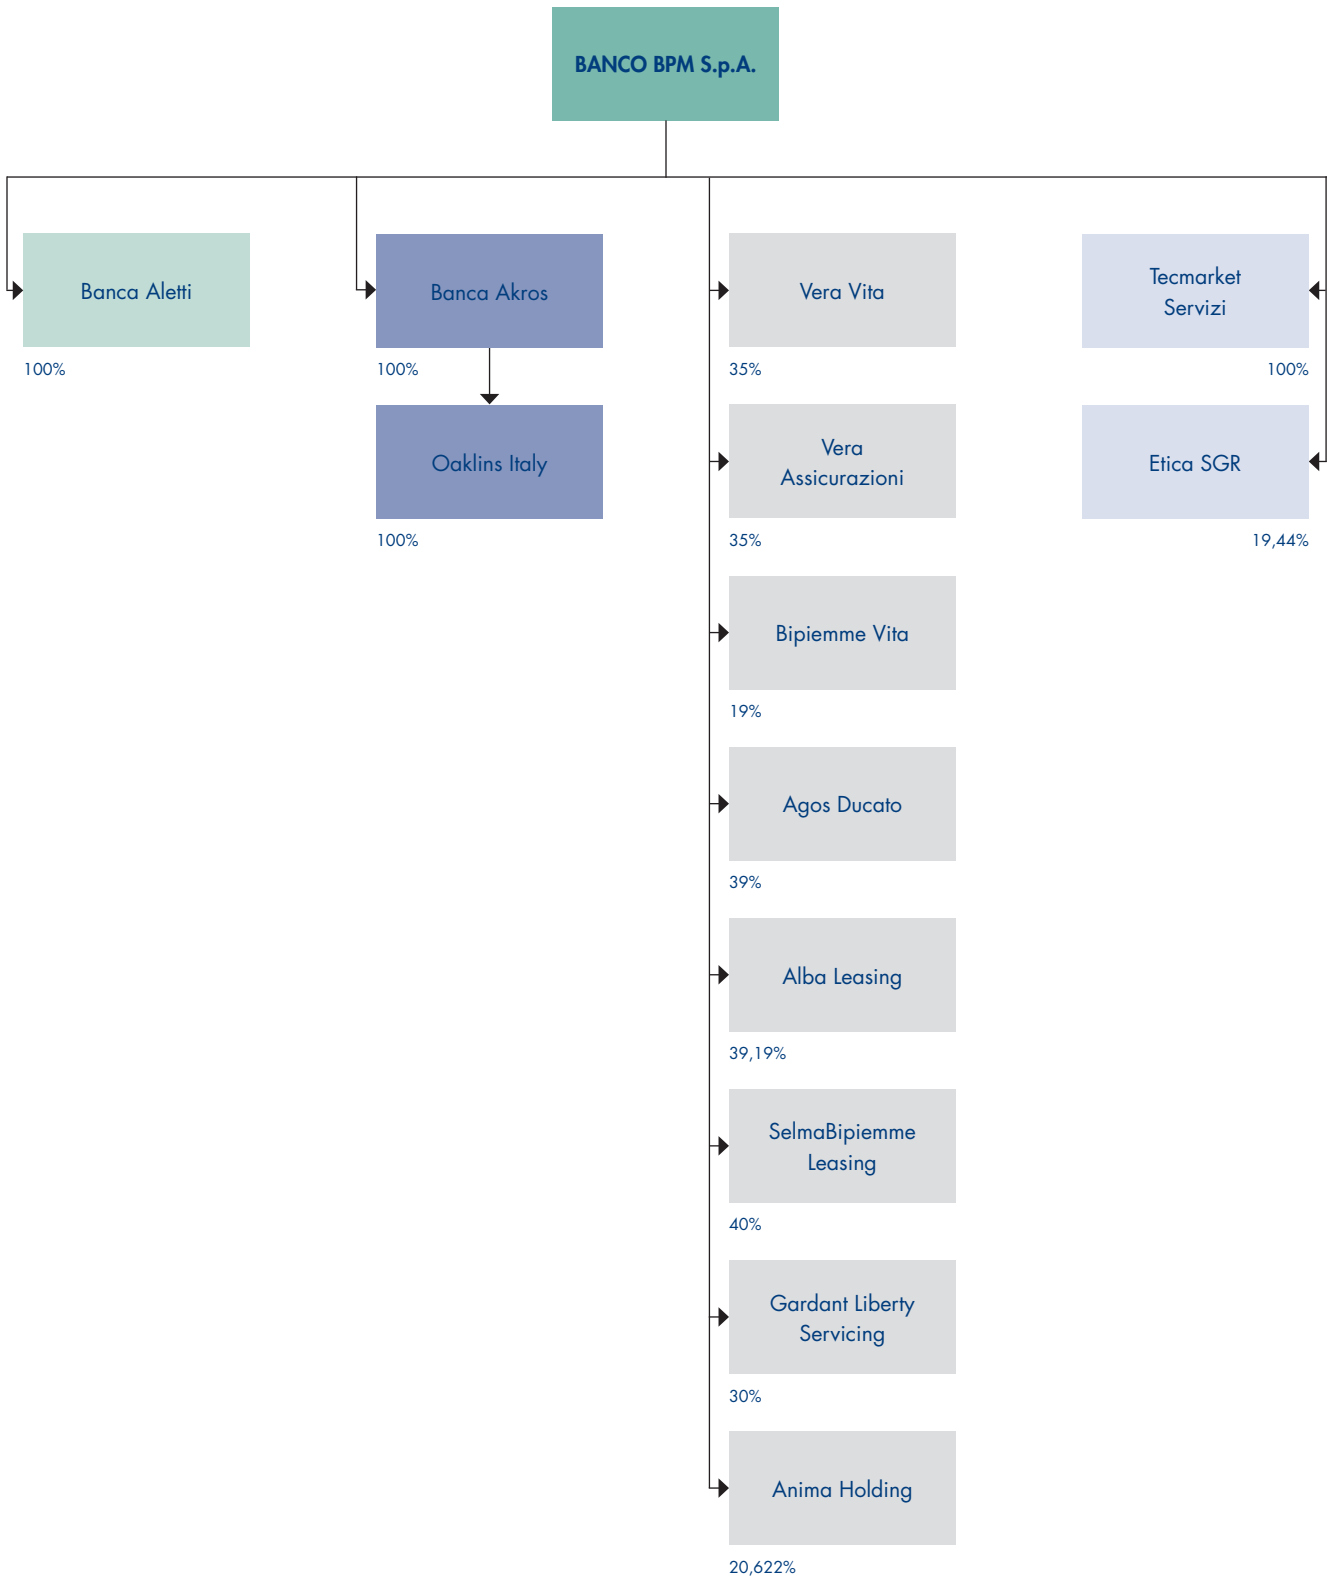 BANCO BPM S.p.A.
Banca Aletti
100%
Banca Akros
100%
Oaklins Italy
100%
Vera Vita
35%
Vera
Assicurazioni
35%
Bipiemme Vita
19%
Agos Ducato
39%
Alba Leasing
39,19%
SelmaBipiemme
Leasing
40%
Gardant Liberty
Servicing
30%
Anima Holding
20,622%
Tecmarket
Servizi
100%
Etica SGR
19,44%